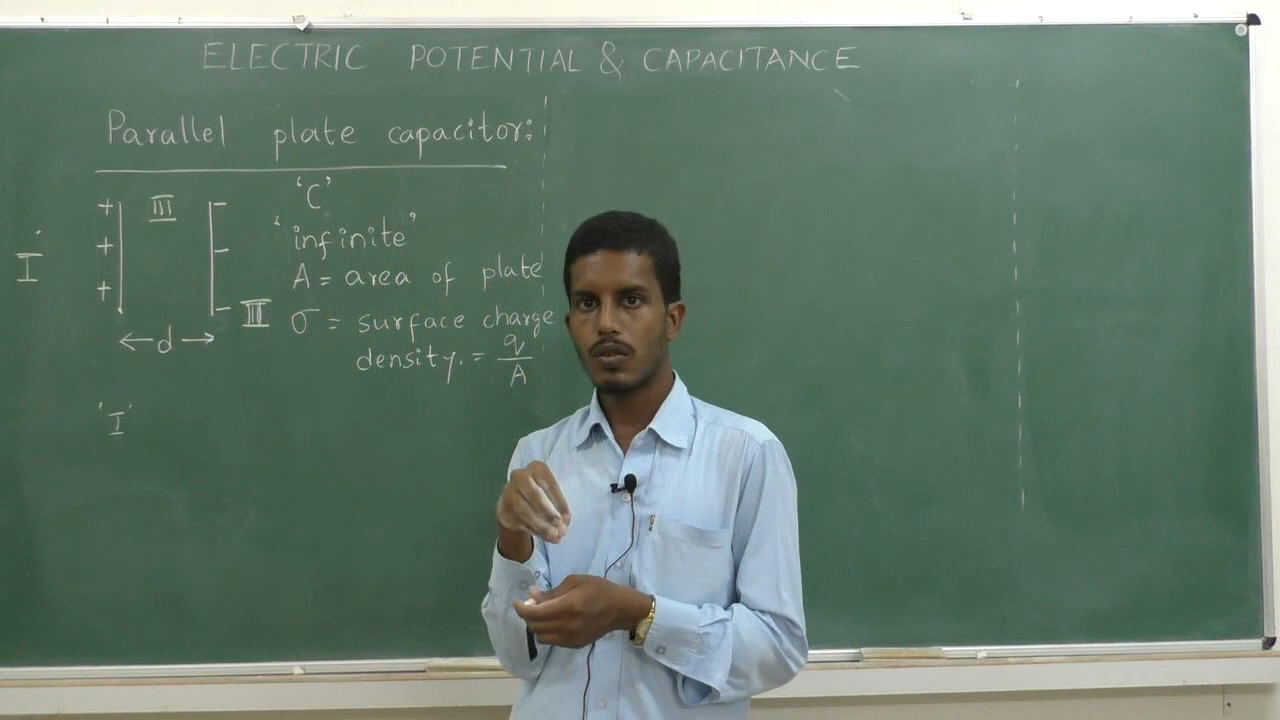 ELECTRIC POTENTIAL & CAPACITANCE
Parallel plate capacitor:
+ III -
'C'
I + -
'infinite'
A = area of plate
+ - III
σ = surface charge
density. = q/A
d
'I'